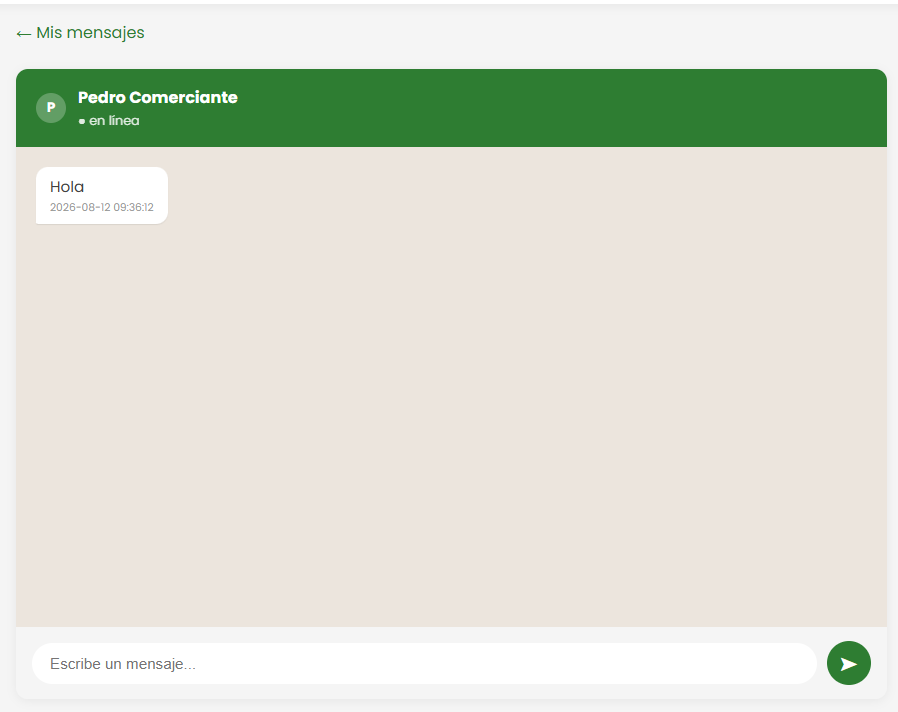 ← Mis mensajes
P
Pedro Comerciante
● en línea
Hola
2026-08-12 09:36:12
Escribe un mensaje...